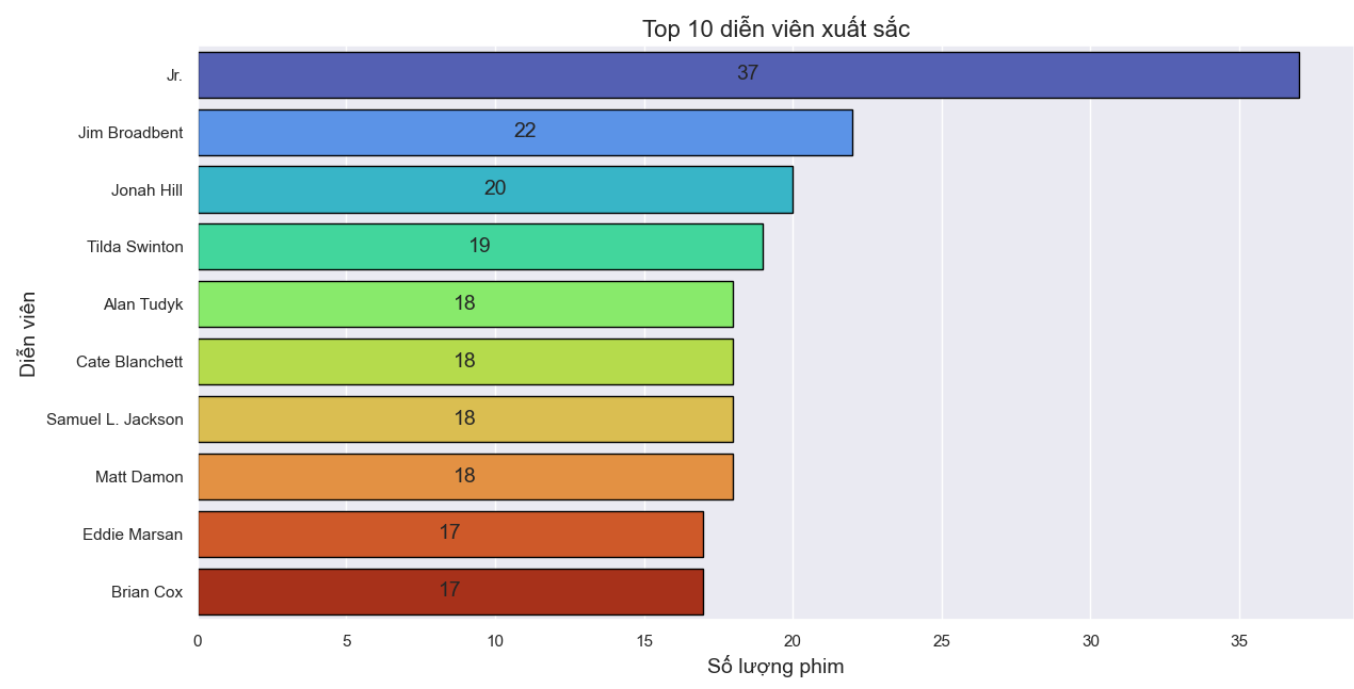 Top 10 diễn viên xuất sắc
Diễn viên
Jr. 37
Jim Broadbent 22
Jonah Hill 20
Tilda Swinton 19
Alan Tudyk 18
Cate Blanchett 18
Samuel L. Jackson 18
Matt Damon 18
Eddie Marsan 17
Brian Cox 17
0 5 10 15 20 25 30 35
Số lượng phim